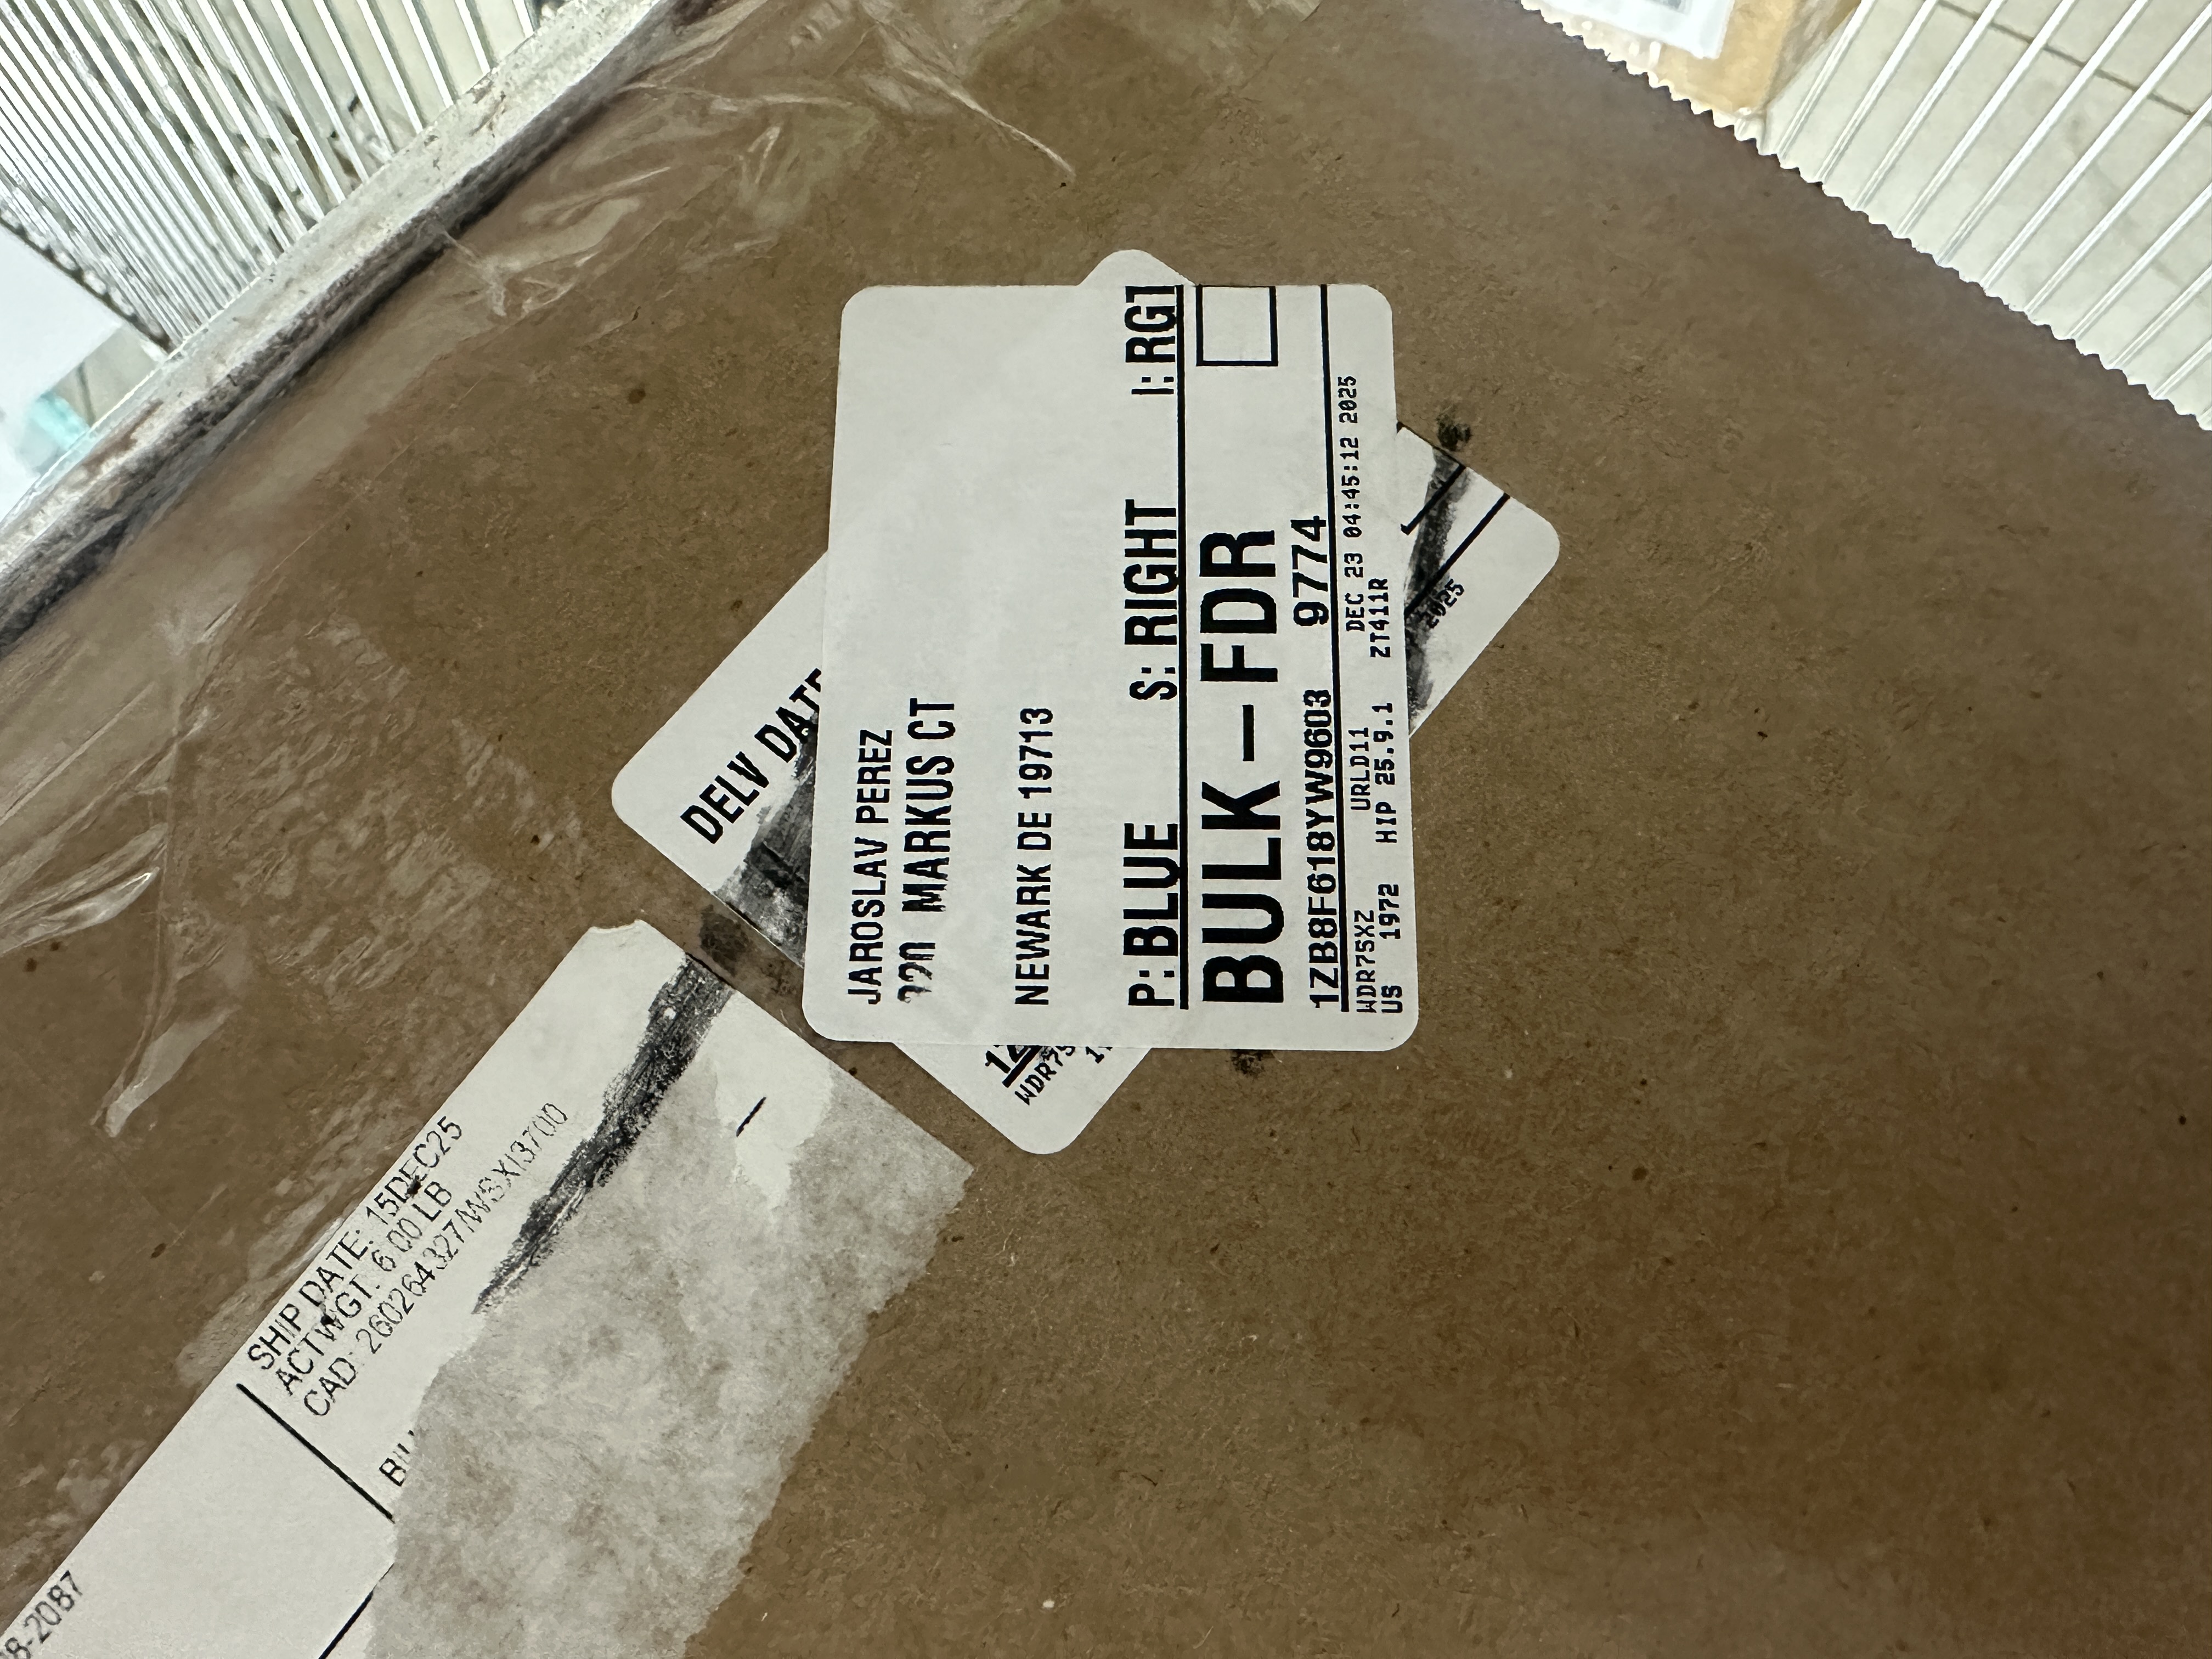 JAROSLAV PEREZ
MARKUS CT
NEWARK DE 19713
P: BLUE S: RIGHT I: RGT
BULK-FDR
1ZB8F618YW9603 9774
WDR75XZ URLD11 DEC 23 04:45:12 2025
US 1972 HIP 25.9.1 ZT411R
DELV DATE
2025
SHIP DATE: 15DEC25
ACTWGT: 6.00 LB
CAD: 260264327/WSXI3700